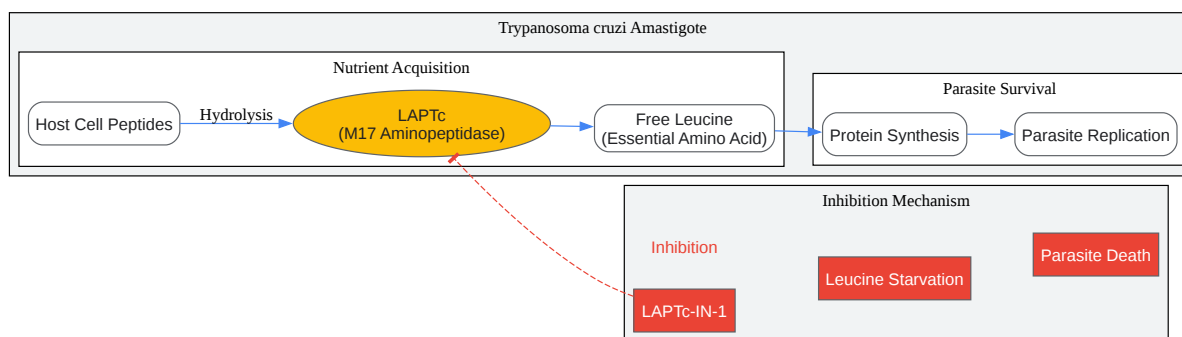 Trypanosoma cruzi Amastigote
Nutrient Acquisition
Host Cell Peptides
Hydrolysis
LAPTc
(M17 Aminopeptidase)
Free Leucine
(Essential Amino Acid)
Parasite Survival
Protein Synthesis
Parasite Replication
Inhibition Mechanism
Inhibition
LAPTc-IN-1
Leucine Starvation
Parasite Death